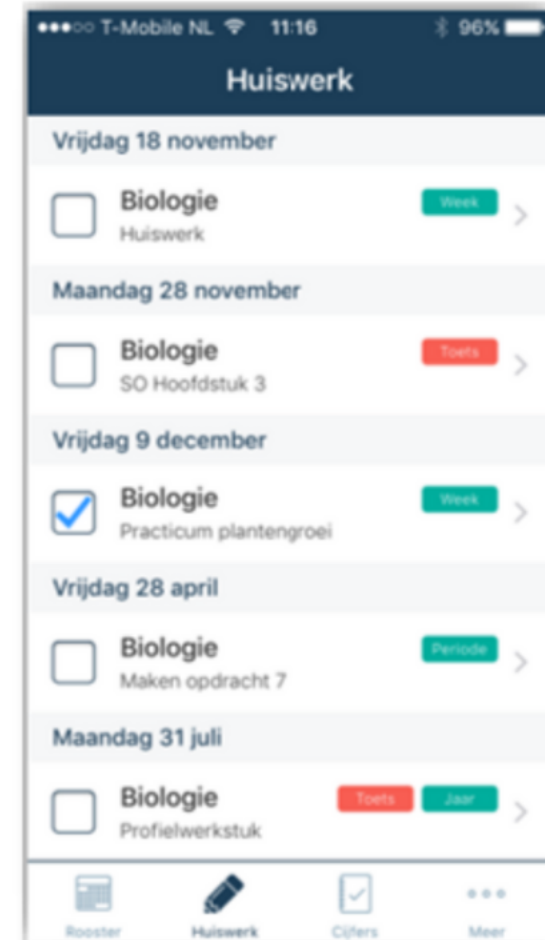 T-Mobile NL 11:16 96%
Huiswerk
Vrijdag 18 november
Biologie Week
Huiswerk
Maandag 28 november
Biologie Toets
SO Hoofdstuk 3
Vrijdag 9 december
Biologie Week
Practicum plantengroei
Vrijdag 28 april
Biologie Periode
Maken opdracht 7
Maandag 31 juli
Biologie Toets Jaar
Profielwerkstuk
Rooster Huiswerk Cijfers Meer